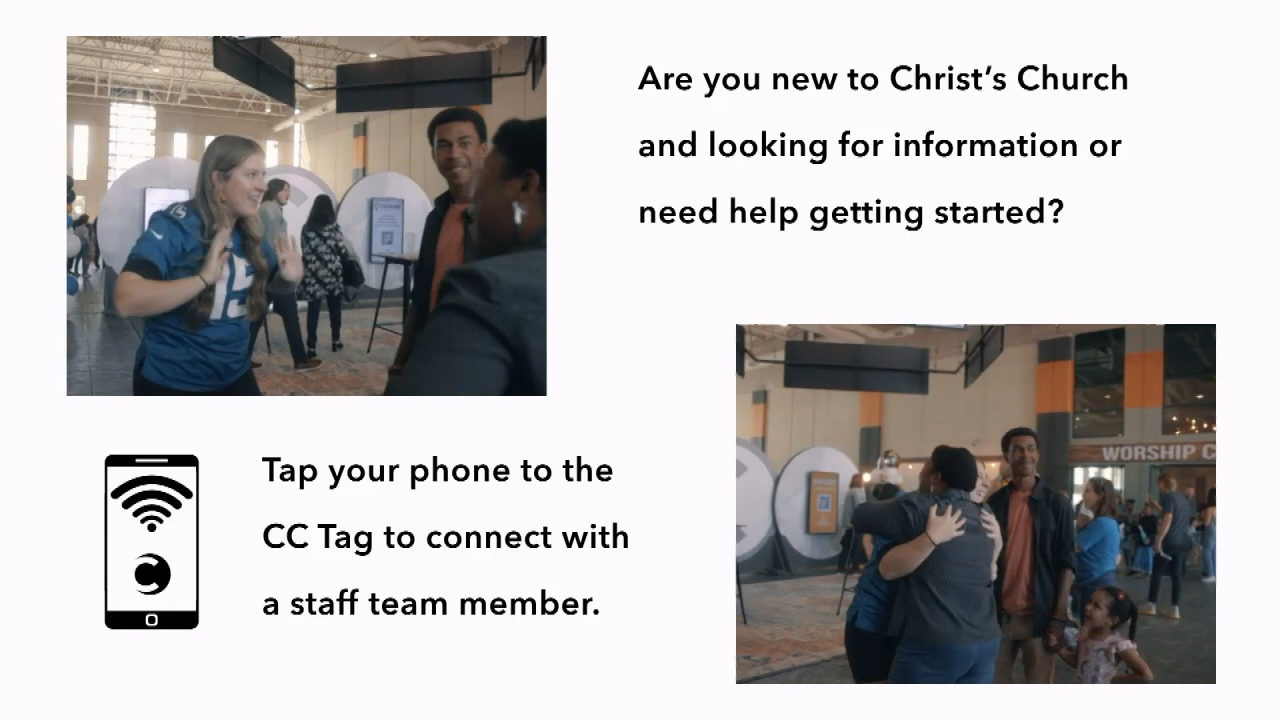 Are you new to Christ's Church
and looking for information or
need help getting started?
15
Tap your phone to the
CC Tag to connect with
a staff team member.
WORSHIP C